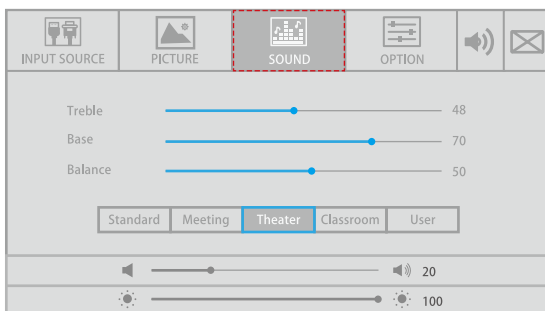 INPUT SOURCE PICTURE SOUND OPTION
Treble 48
Base 70
Balance 50
Standard Meeting Theater Classroom User
20
100